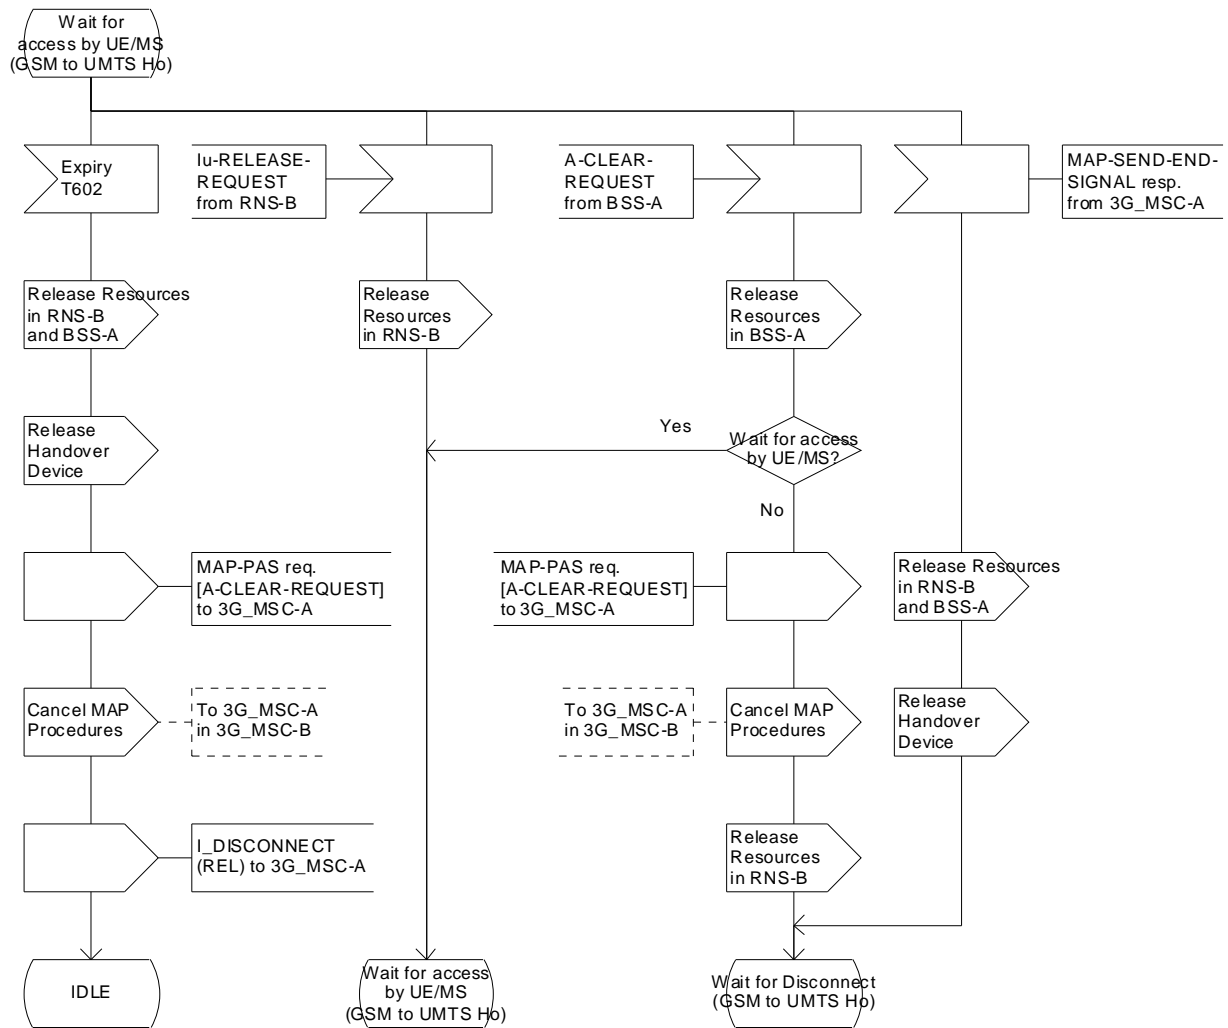 Wait for
access by UE/MS
(GSM to UMTS Ho)
Expiry
T602
Iu-RELEASE-
REQUEST
from RNS-B
A-CLEAR-
REQUEST
from BSS-A
MAP-SEND-END-
SIGNAL resp.
from 3G_MSC-A
Release Resources
in RNS-B
and BSS-A
Release
Resources
in RNS-B
Release
Resources
in BSS-A
Release
Handover
Device
Yes
Wait for access
by UE/MS?
No
MAP-PAS req.
[A-CLEAR-REQUEST]
to 3G_MSC-A
MAP-PAS req.
[A-CLEAR-REQUEST]
to 3G_MSC-A
Release Resources
in RNS-B
and BSS-A
Cancel MAP
Procedures
To 3G_MSC-A
in 3G_MSC-B
To 3G_MSC-A
in 3G_MSC-B
Cancel MAP
Procedures
Release
Handover
Device
I_DISCONNECT
(REL) to 3G_MSC-A
Release
Resources
in RNS-B
IDLE
Wait for access
by UE/MS
(GSM to UMTS Ho)
Wait for Disconnect
(GSM to UMTS Ho)